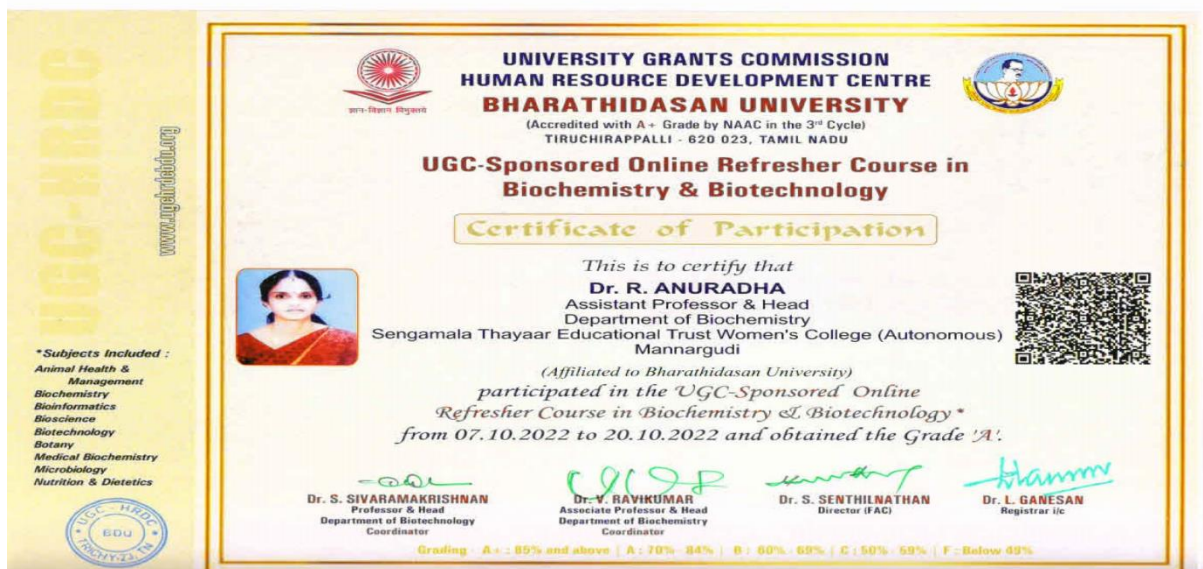 UGC-HRDC
www.ugchrdcbdu.org
*Subjects Included :
Animal Health &
Management
Biochemistry
Bioinformatics
Bioscience
Biotechnology
Botany
Medical Biochemistry
Microbiology
Nutrition & Dietetics
UGC - HRDC
BDU
TRICHY-23, TN
ज्ञान-विज्ञान विमुक्तये
UNIVERSITY GRANTS COMMISSION
HUMAN RESOURCE DEVELOPMENT CENTRE
BHARATHIDASAN UNIVERSITY
(Accredited with A+ Grade by NAAC in the 3rd Cycle)
TIRUCHIRAPPALLI - 620 023, TAMIL NADU
UGC-Sponsored Online Refresher Course in
Biochemistry & Biotechnology
Certificate of Participation
This is to certify that
Dr. R. ANURADHA
Assistant Professor & Head
Department of Biochemistry
Sengamala Thayaar Educational Trust Women's College (Autonomous)
Mannargudi
(Affiliated to Bharathidasan University)
participated in the UGC-Sponsored Online
Refresher Course in Biochemistry & Biotechnology*
from 07.10.2022 to 20.10.2022 and obtained the Grade 'A'.
Dr. S. SIVARAMAKRISHNAN
Professor & Head
Department of Biotechnology
Coordinator
Dr. V. RAVIKUMAR
Associate Professor & Head
Department of Biochemistry
Coordinator
Dr. S. SENTHILNATHAN
Director (FAC)
Dr. L. GANESAN
Registrar i/c
Grading - A+ : 85% and above | A : 70% - 84% | B : 60% - 69% | C : 50% - 59% | F : Below 49%